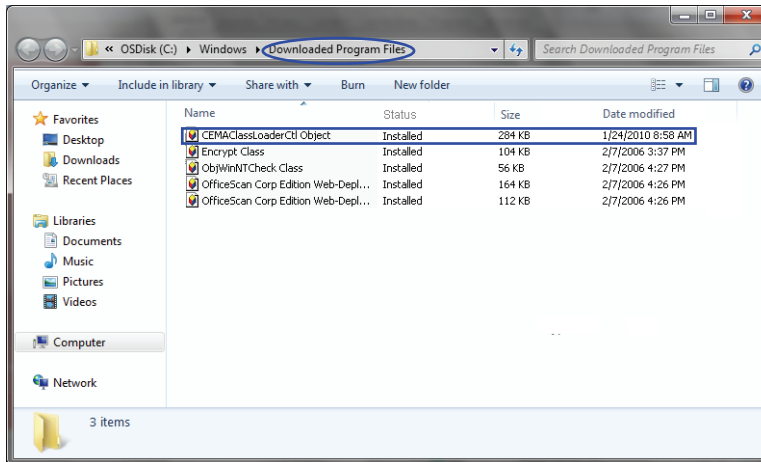 « OSDisk (C:) ▸ Windows ▸ Downloaded Program Files
Search Downloaded Program Files
Organize ▾ Include in library ▾ Share with ▾ Burn New folder
Favorites
Desktop
Downloads
Recent Places
Libraries
Documents
Music
Pictures
Videos
Computer
Network
Name Status Size Date modified
CEMAClassLoaderCtl Object Installed 284 KB 1/24/2010 8:58 AM
Encrypt Class Installed 104 KB 2/7/2006 3:37 PM
ObjWinNTCheck Class Installed 56 KB 2/7/2006 4:27 PM
OfficeScan Corp Edition Web-Depl... Installed 164 KB 2/7/2006 4:26 PM
OfficeScan Corp Edition Web-Depl... Installed 112 KB 2/7/2006 4:26 PM
3 items